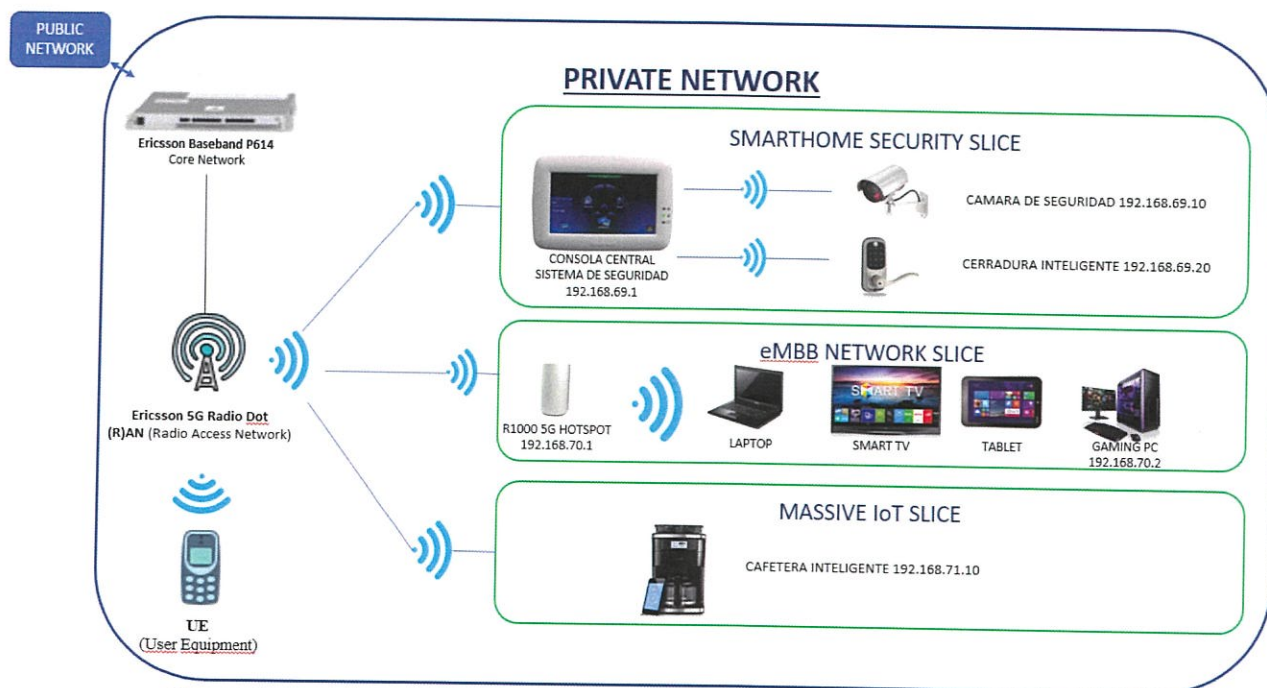 PUBLIC
NETWORK
PRIVATE NETWORK
Ericsson Baseband P614
Core Network
Ericsson 5G Radio Dot
(R)AN (Radio Access Network)
UE
(User Equipment)
SMARTHOME SECURITY SLICE
CONSOLA CENTRAL
SISTEMA DE SEGURIDAD
192.168.69.1
CAMARA DE SEGURIDAD 192.168.69.10
CERRADURA INTELIGENTE 192.168.69.20
eMBB NETWORK SLICE
R1000 5G HOTSPOT
192.168.70.1
LAPTOP
SMART TV
SMART TV
TABLET
GAMING PC
192.168.70.2
MASSIVE IoT SLICE
CAFETERA INTELIGENTE 192.168.71.10